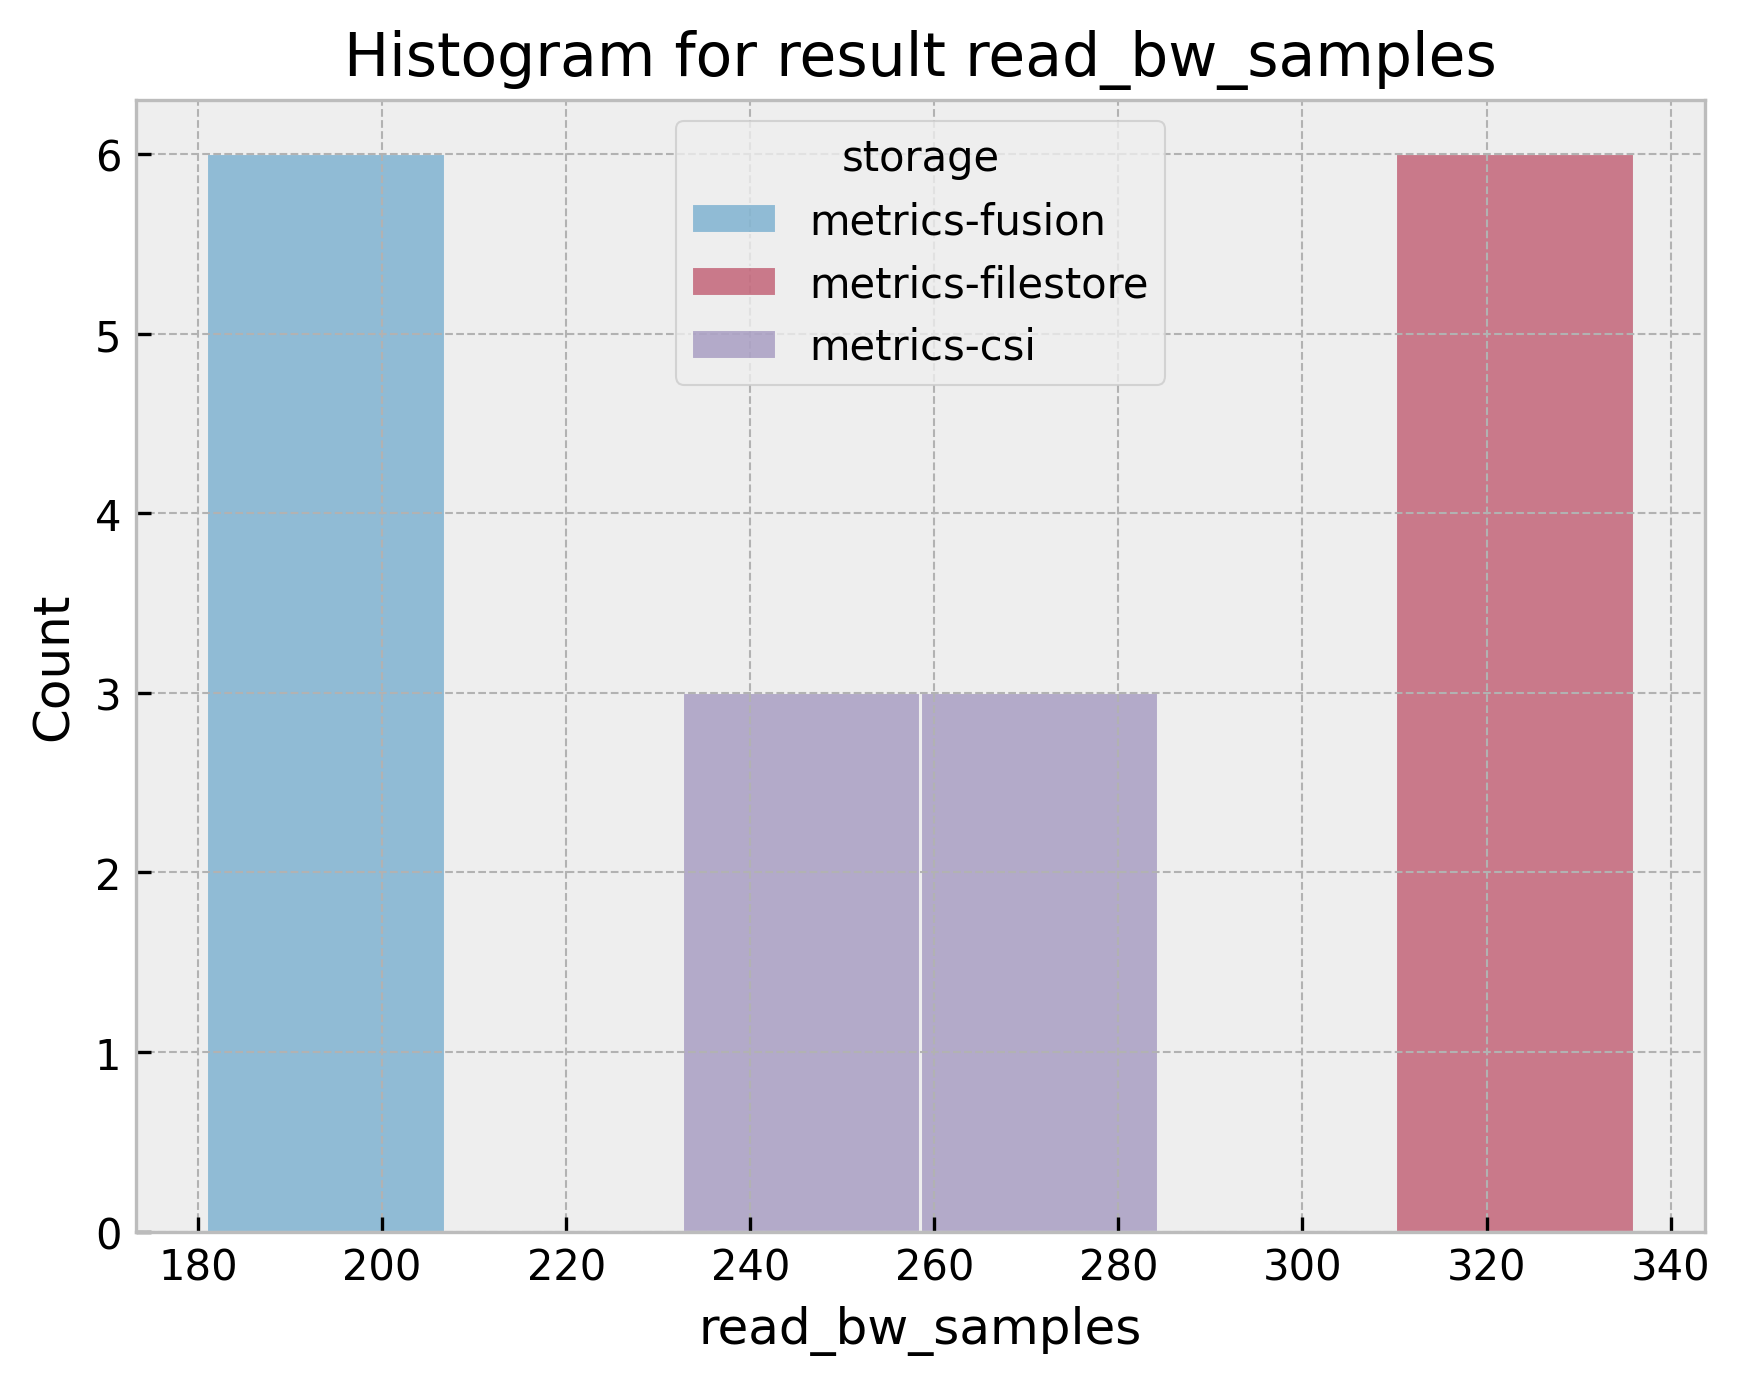 Histogram for result read_bw_samples
storage
metrics-fusion
metrics-filestore
metrics-csi
6
5
4
3
2
1
0
Count
180 200 220 240 260 280 300 320 340
read_bw_samples